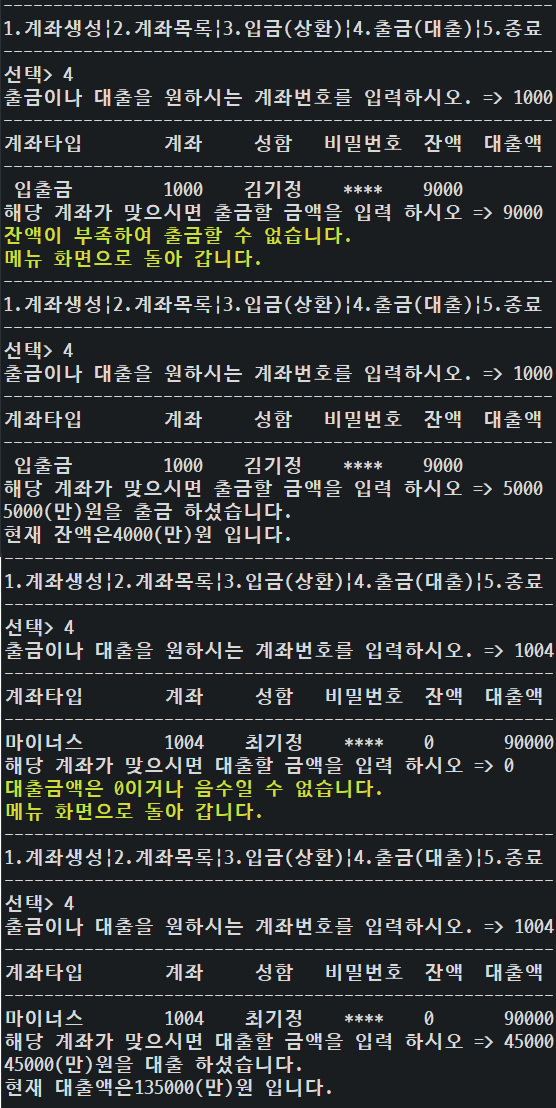 1.계좌생성¦2.계좌목록¦3.입금(상환)¦4.출금(대출)¦5.종료
선택> 4
출금이나 대출을 원하시는 계좌번호를 입력하시오. => 1000
계좌타입 계좌 성함 비밀번호 잔액 대출액
입출금 1000 김기정 **** 9000
해당 계좌가 맞으시면 출금할 금액을 입력 하시오 => 9000
잔액이 부족하여 출금할 수 없습니다.
메뉴 화면으로 돌아 갑니다.
1.계좌생성¦2.계좌목록¦3.입금(상환)¦4.출금(대출)¦5.종료
선택> 4
출금이나 대출을 원하시는 계좌번호를 입력하시오. => 1000
계좌타입 계좌 성함 비밀번호 잔액 대출액
입출금 1000 김기정 **** 9000
해당 계좌가 맞으시면 출금할 금액을 입력 하시오 => 5000
5000(만)원을 출금 하셨습니다.
현재 잔액은4000(만)원 입니다.
1.계좌생성¦2.계좌목록¦3.입금(상환)¦4.출금(대출)¦5.종료
선택> 4
출금이나 대출을 원하시는 계좌번호를 입력하시오. => 1004
계좌타입 계좌 성함 비밀번호 잔액 대출액
마이너스 1004 최기정 **** 0 90000
해당 계좌가 맞으시면 대출할 금액을 입력 하시오 => 0
대출금액은 0이거나 음수일 수 없습니다.
메뉴 화면으로 돌아 갑니다.
1.계좌생성¦2.계좌목록¦3.입금(상환)¦4.출금(대출)¦5.종료
선택> 4
출금이나 대출을 원하시는 계좌번호를 입력하시오. => 1004
계좌타입 계좌 성함 비밀번호 잔액 대출액
마이너스 1004 최기정 **** 0 90000
해당 계좌가 맞으시면 대출할 금액을 입력 하시오 => 45000
45000(만)원을 대출 하셨습니다.
현재 대출액은135000(만)원 입니다.